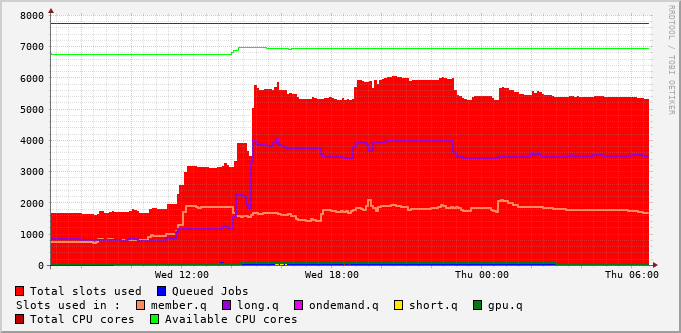 8000
7000
6000
5000
4000
3000
2000
1000
0
Wed 12:00 Wed 18:00 Thu 00:00 Thu 06:00
RRDTOOL / TOBI OETIKER
Total slots used Queued Jobs
Slots used in : member.q long.q ondemand.q short.q gpu.q
Total CPU cores Available CPU cores